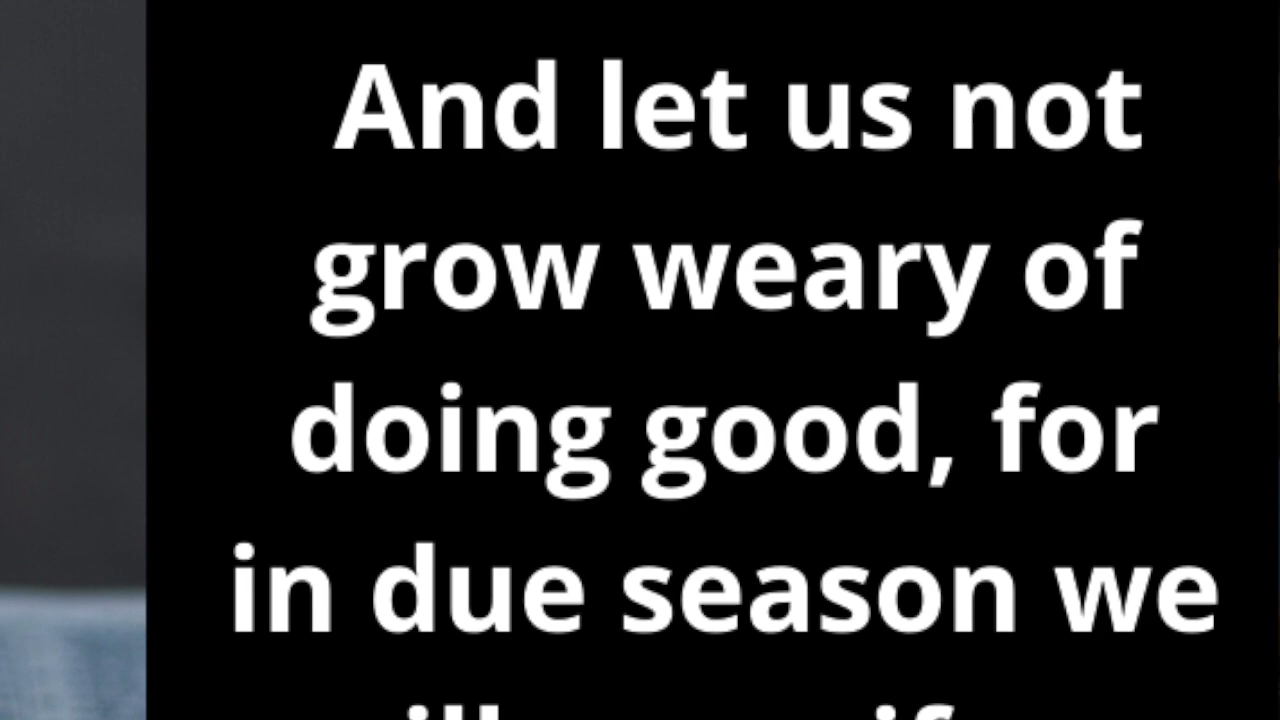 And let us not
grow weary of
doing good, for
in due season we